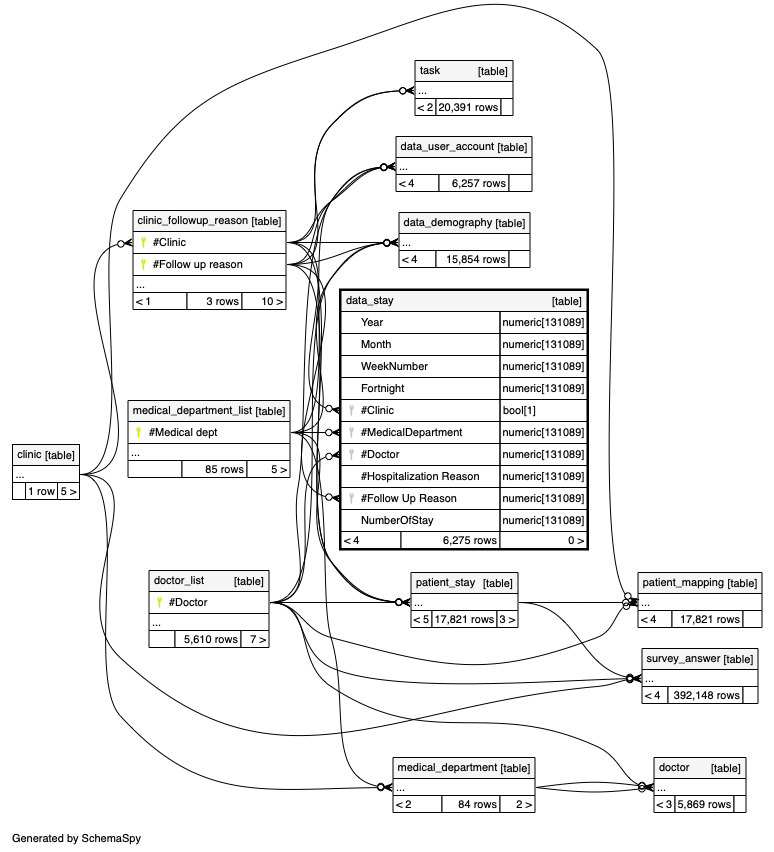 task [table]
...
< 2 20,391 rows
data_user_account [table]
...
< 4 6,257 rows
clinic_followup_reason [table]
#Clinic
#Follow up reason
...
< 1 3 rows 10 >
data_demography [table]
...
< 4 15,854 rows
data_stay [table]
Year numeric[131089]
Month numeric[131089]
WeekNumber numeric[131089]
Fortnight numeric[131089]
#Clinic bool[1]
#MedicalDepartment numeric[131089]
#Doctor numeric[131089]
#Hospitalization Reason numeric[131089]
#Follow Up Reason numeric[131089]
NumberOfStay numeric[131089]
< 4 6,275 rows 0 >
medical_department_list [table]
#Medical dept
...
85 rows 5 >
clinic [table]
...
1 row 5 >
doctor_list [table]
#Doctor
...
5,610 rows 7 >
patient_stay [table]
...
< 5 17,821 rows 3 >
patient_mapping [table]
...
< 4 17,821 rows
survey_answer [table]
...
< 4 392,148 rows
medical_department [table]
...
< 2 84 rows 2 >
doctor [table]
...
< 3 5,869 rows
Generated by SchemaSpy